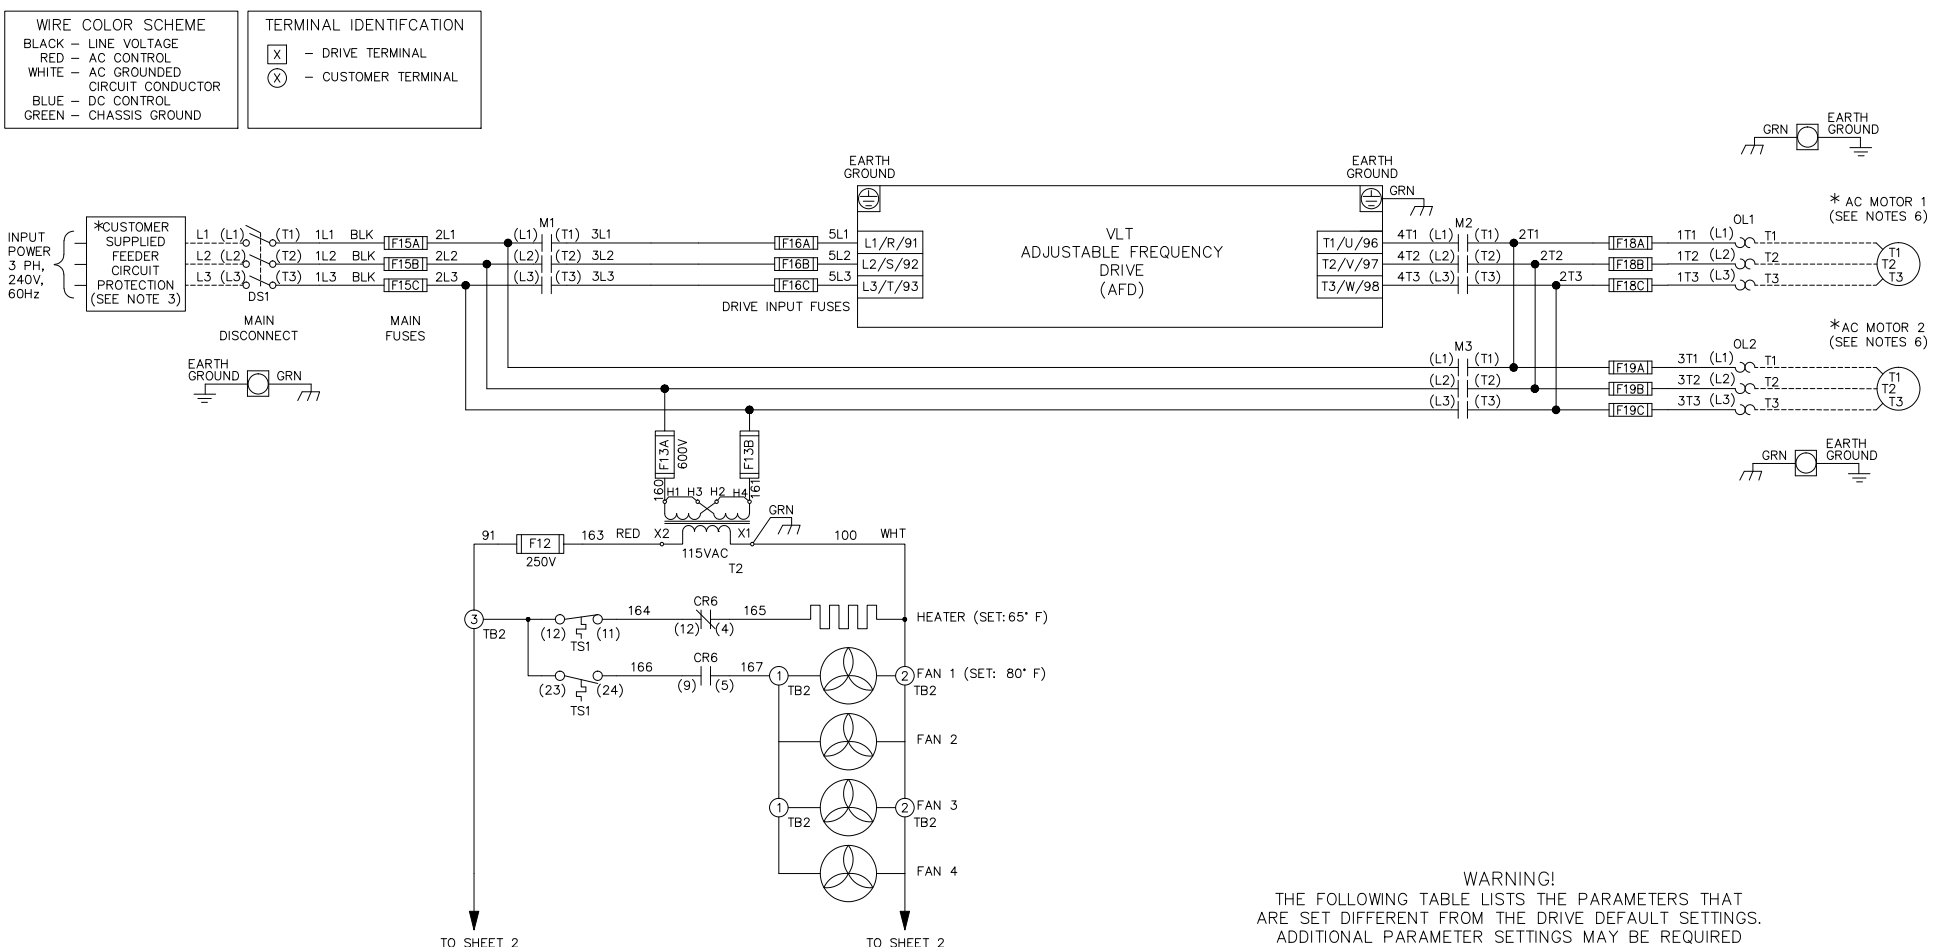 WIRE COLOR SCHEME
BLACK – LINE VOLTAGE
RED – AC CONTROL
WHITE – AC GROUNDED
CIRCUIT CONDUCTOR
BLUE – DC CONTROL
GREEN – CHASSIS GROUND
TERMINAL IDENTIFCATION
X – DRIVE TERMINAL
X – CUSTOMER TERMINAL
GRN
EARTH
GROUND
INPUT
POWER
3 PH,
240V,
60Hz
*CUSTOMER
SUPPLIED
FEEDER
CIRCUIT
PROTECTION
(SEE NOTE 3)
L1 (L1) (T1) 1L1 BLK F15A 2L1 (L1) M1 (T1) 3L1 F16A 5L1 L1/R/91
L2 (L2) (T2) 1L2 BLK F15B 2L2 (L2) (T2) 3L2 F16B 5L2 L2/S/92
L3 (L3) (T3) 1L3 BLK F15C 2L3 (L3) (T3) 3L3 F16C 5L3 L3/T/93
DS1
MAIN
DISCONNECT
MAIN
FUSES
DRIVE INPUT FUSES
EARTH
GROUND
GRN
EARTH
GROUND
VLT
ADJUSTABLE FREQUENCY
DRIVE
(AFD)
EARTH
GROUND
GRN
T1/U/96 4T1 (L1) M2 (T1) 2T1 F18A 1T1 (L1) OL1 T1
T2/V/97 4T2 (L2) (T2) 2T2 F18B 1T2 (L2) T2
T3/W/98 4T3 (L3) (T3) 2T3 F18C 1T3 (L3) T3
* AC MOTOR 1
(SEE NOTES 6)
T1
T2
T3
(L1) M3 (T1) F19A 3T1 (L1) OL2 T1
(L2) (T2) F19B 3T2 (L2) T2
(L3) (T3) F19C 3T3 (L3) T3
* AC MOTOR 2
(SEE NOTES 6)
T1
T2
T3
GRN
EARTH
GROUND
F13A
600V
F13B
160
H1 H3 H2 H4
161
GRN
91 F12 163 RED X2 X1 100 WHT
250V
115VAC
T2
3
TB2
(12) (11)
TS1
164
CR6
(12) (4)
165
HEATER (SET: 65° F)
(23) (24)
TS1
166
CR6
(9) (5)
167
1
TB2
2
TB2
FAN 1 (SET: 80° F)
FAN 2
1
TB2
2
TB2
FAN 3
FAN 4
TO SHEET 2
TO SHEET 2
WARNING!
THE FOLLOWING TABLE LISTS THE PARAMETERS THAT
ARE SET DIFFERENT FROM THE DRIVE DEFAULT SETTINGS.
ADDITIONAL PARAMETER SETTINGS MAY BE REQUIRED